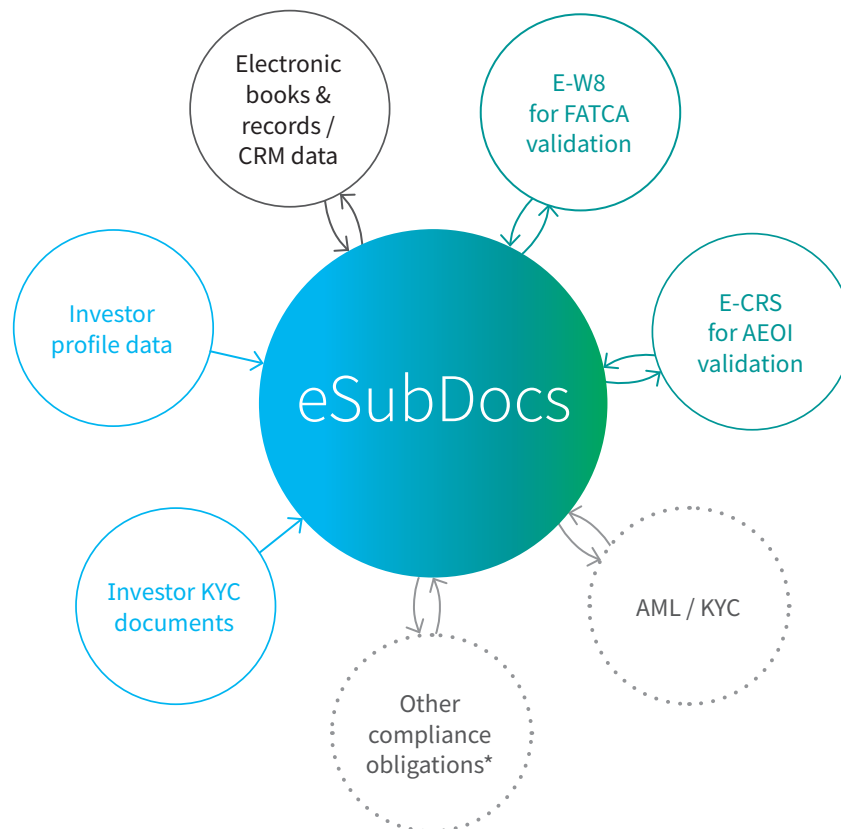 Electronic
books &
records /
CRM data
E-W8
for FATCA
validation
Investor
profile data
E-CRS
for AEOI
validation
eSubDocs
Investor KYC
documents
AML / KYC
Other
compliance
obligations*